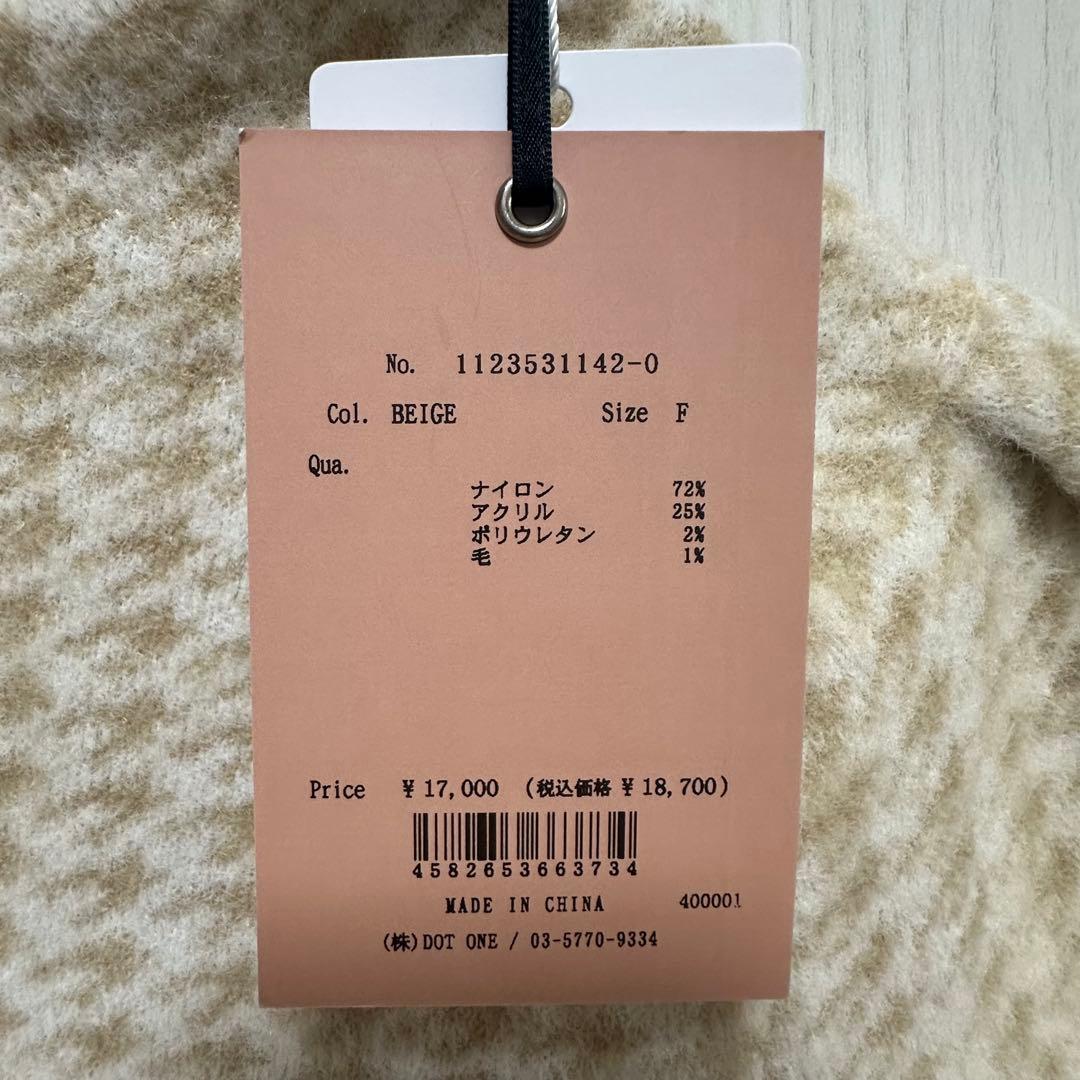 No. 1123531142-0
Col. BEIGE Size F
Qua.
ナイロン 72%
アクリル 25%
ポリウレタン 2%
毛 1%
Price ¥17,000 (税込価格 ¥18,700)
4582653663734
MADE IN CHINA 400001
(株)DOT ONE / 03-5770-9334